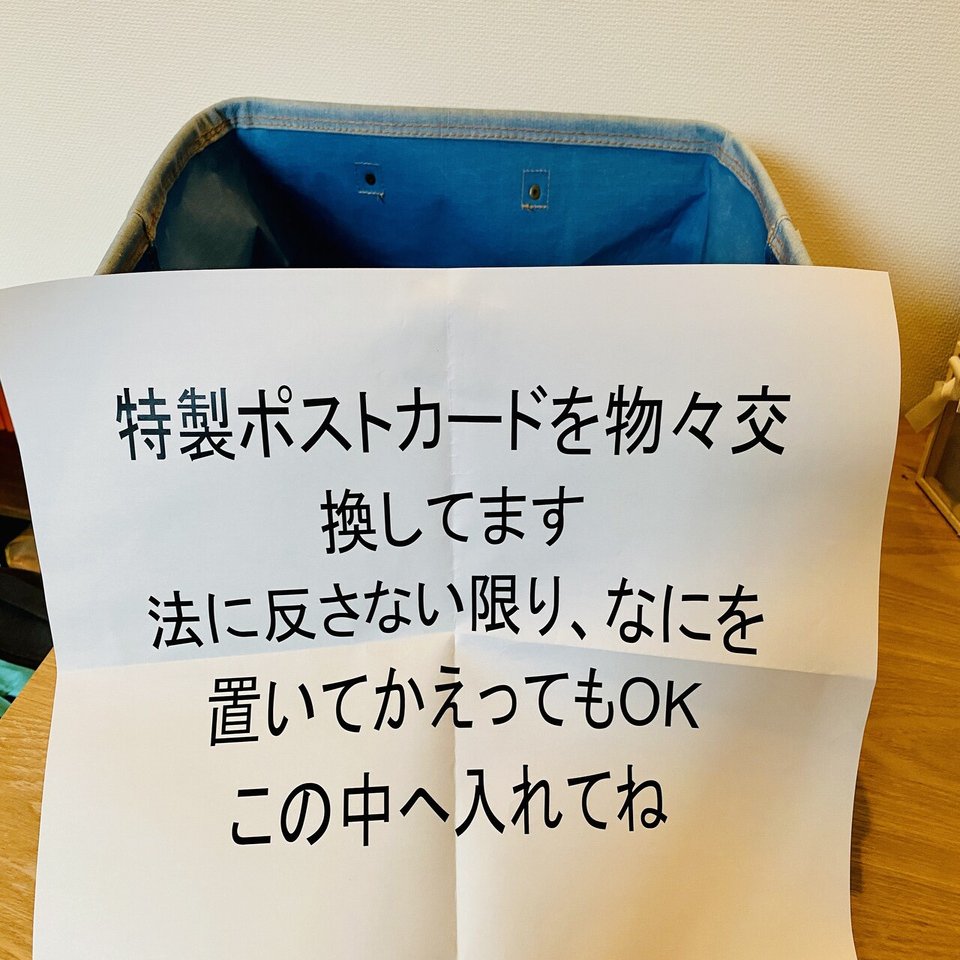 特製ポストカードを物々交
換してます
法に反さない限り、なにを
置いてかえってもOK
この中へ入れてね